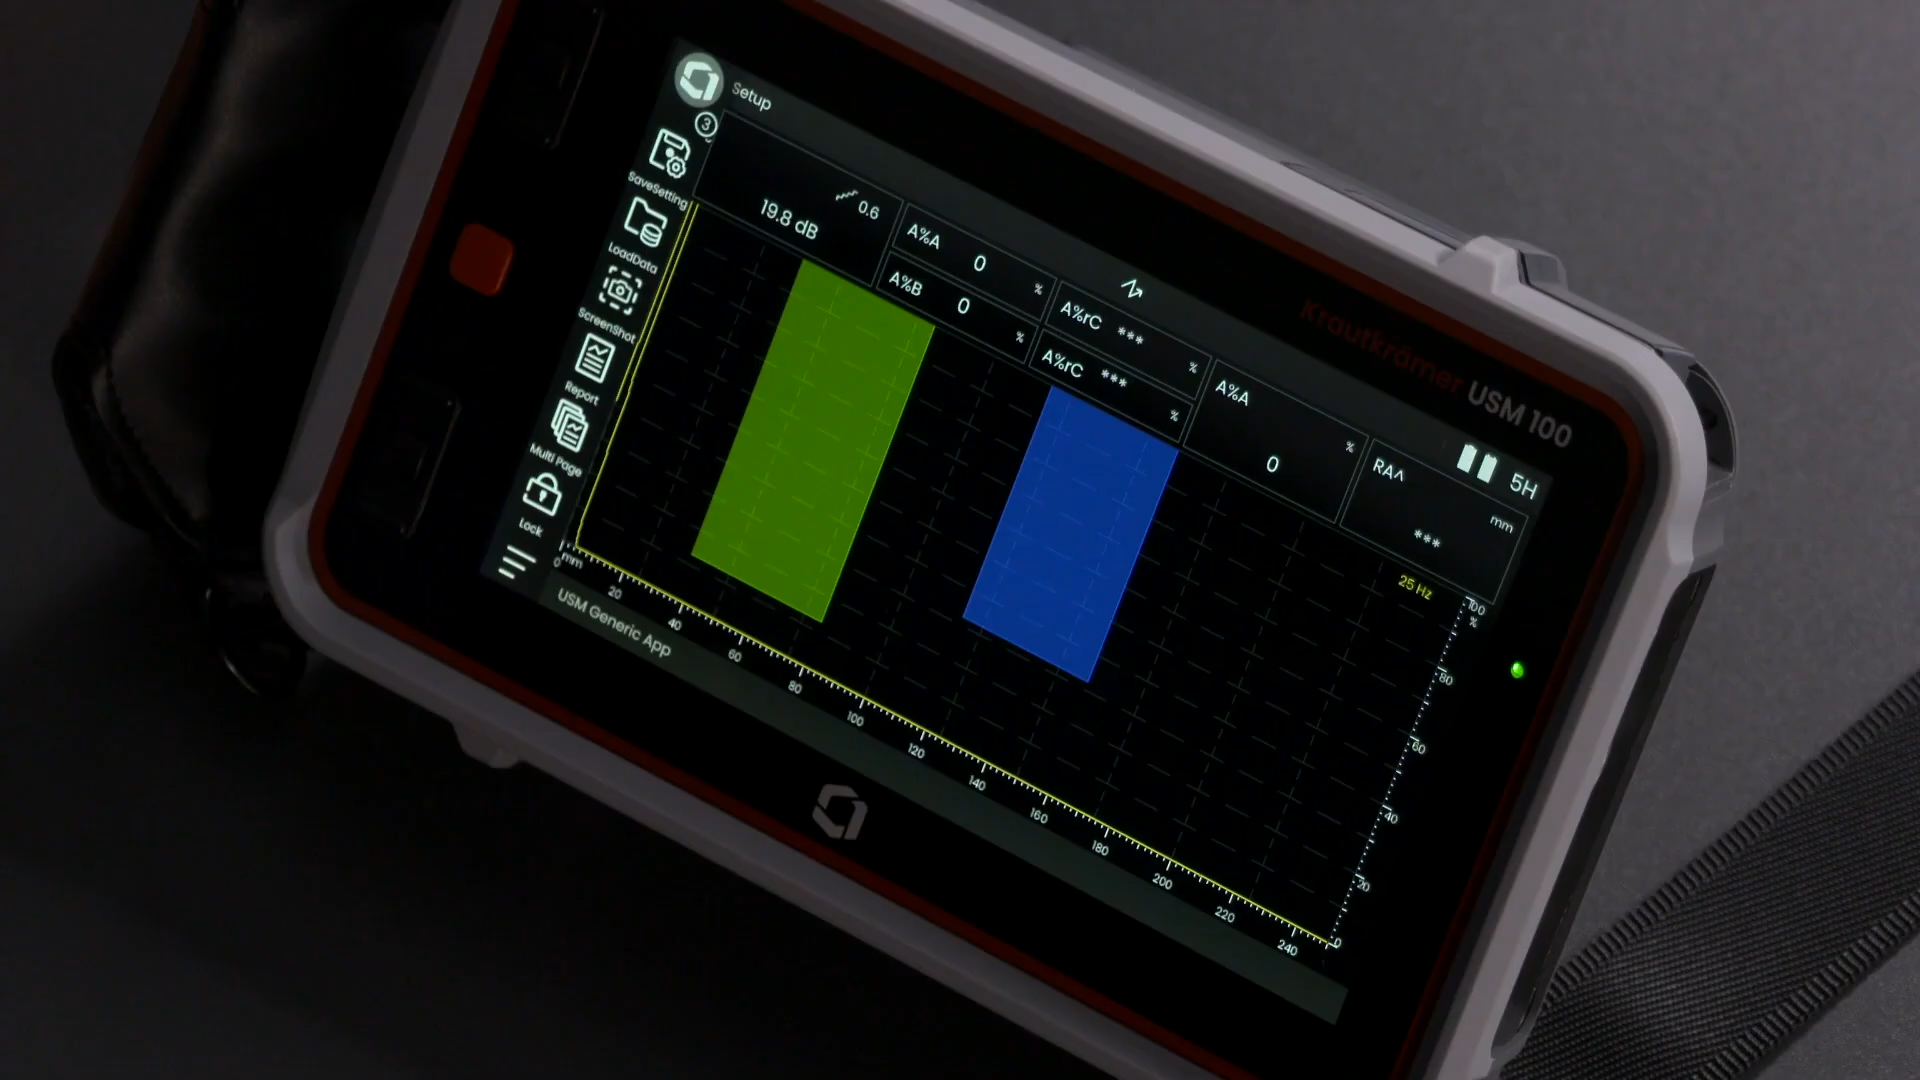 Setup
3
SaveSetting
LoadData
ScreenShot
Report
Multi Page
Lock
0.6
19.8 dB
A%A
0
%
A%B
0
%
A%rC
***
%
A%rC
***
%
A%A
%
0
RA^
mm
***
5H
Krautkrämer USM 100
25 Hz
100
%
80
60
40
20
0
mm
0
20
40
60
80
100
120
140
160
180
200
220
240
USM Generic App